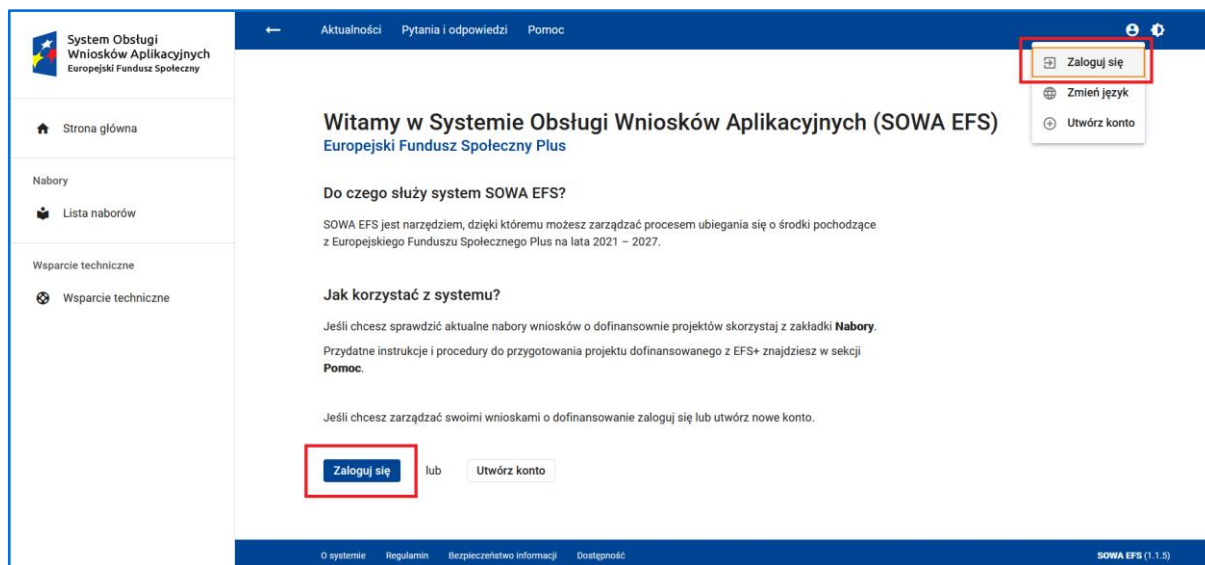 System Obsługi
Wniosków Aplikacyjnych
Europejski Fundusz Społeczny
Aktualności Pytania i odpowiedzi Pomoc
Zaloguj się
Zmień język
Utwórz konto
Strona główna
Nabory
Lista naborów
Wsparcie techniczne
Wsparcie techniczne
Witamy w Systemie Obsługi Wniosków Aplikacyjnych (SOWA EFS)
Europejski Fundusz Społeczny Plus
Do czego służy system SOWA EFS?
SOWA EFS jest narzędziem, dzięki któremu możesz zarządzać procesem ubiegania się o środki pochodzące
z Europejskiego Funduszu Społecznego Plus na lata 2021 – 2027.
Jak korzystać z systemu?
Jeśli chcesz sprawdzić aktualne nabory wniosków o dofinansownie projektów skorzystaj z zakładki Nabory.
Przydatne instrukcje i procedury do przygotowania projektu dofinansowanego z EFS+ znajdziesz w sekcji
Pomoc.
Jeśli chcesz zarządzać swoimi wnioskami o dofinansowanie zaloguj się lub utwórz nowe konto.
Zaloguj się lub Utwórz konto
O systemie Regulamin Bezpieczeństwo informacji Dostępność SOWA EFS (1.1.5)